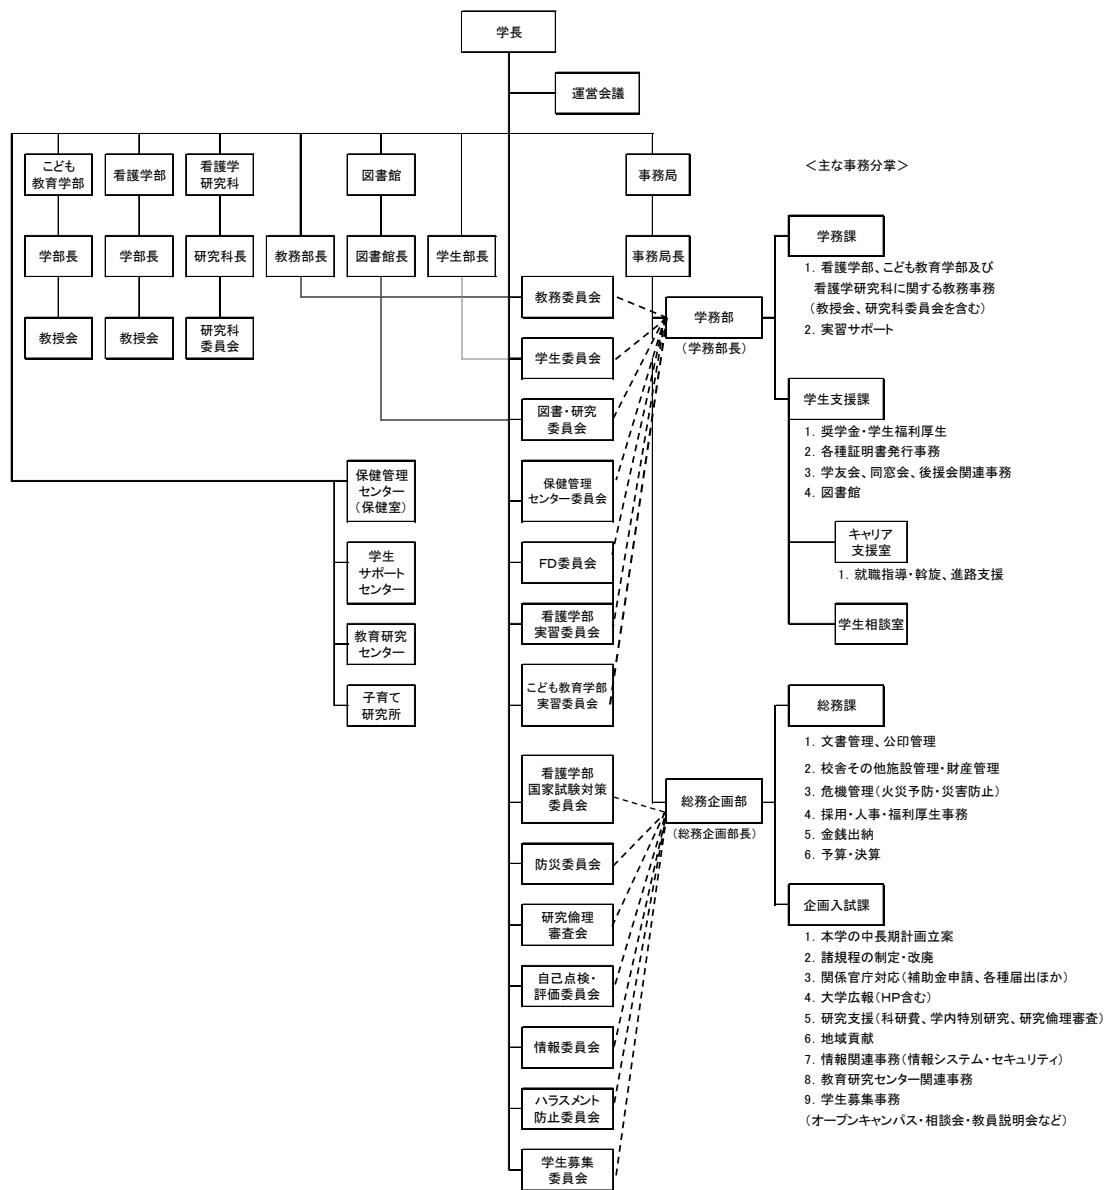 学長
運営会議
こども
教育学部
看護学部
看護学
研究科
図書館
事務局
＜主な事務分掌＞
学部長
学部長
研究科長
教務部長
図書館長
学生部長
事務局長
教授会
教授会
研究科
委員会
教務委員会
学生委員会
図書・研究
委員会
保健管理
センター委員会
FD委員会
看護学部
実習委員会
こども教育学部
実習委員会
看護学部
国家試験対策
委員会
防災委員会
研究倫理
審査会
自己点検・
評価委員会
情報委員会
ハラスメント
防止委員会
学生募集
委員会
保健管理
センター
（保健室）
学生
サポート
センター
教育研究
センター
子育て
研究所
学務部
（学務部長）
学務課
1. 看護学部、こども教育学部及び
看護学研究科に関する教務事務
（教授会、研究科委員会を含む）
2. 実習サポート
学生支援課
1. 奨学金・学生福利厚生
2. 各種証明書発行事務
3. 学友会、同窓会、後援会関連事務
4. 図書館
キャリア
支援室
1. 就職指導・斡旋、進路支援
学生相談室
総務企画部
（総務企画部長）
総務課
1. 文書管理、公印管理
2. 校舎その他施設管理・財産管理
3. 危機管理（火災予防・災害防止）
4. 採用・人事・福利厚生事務
5. 金銭出納
6. 予算・決算
企画入試課
1. 本学の中長期計画立案
2. 諸規程の制定・改廃
3. 関係官庁対応（補助金申請、各種届出ほか）
4. 大学広報（HP含む）
5. 研究支援（科研費、学内特別研究、研究倫理審査）
6. 地域貢献
7. 情報関連事務（情報システム・セキュリティ）
8. 教育研究センター関連事務
9. 学生募集事務
（オープンキャンパス・相談会・教員説明会など）